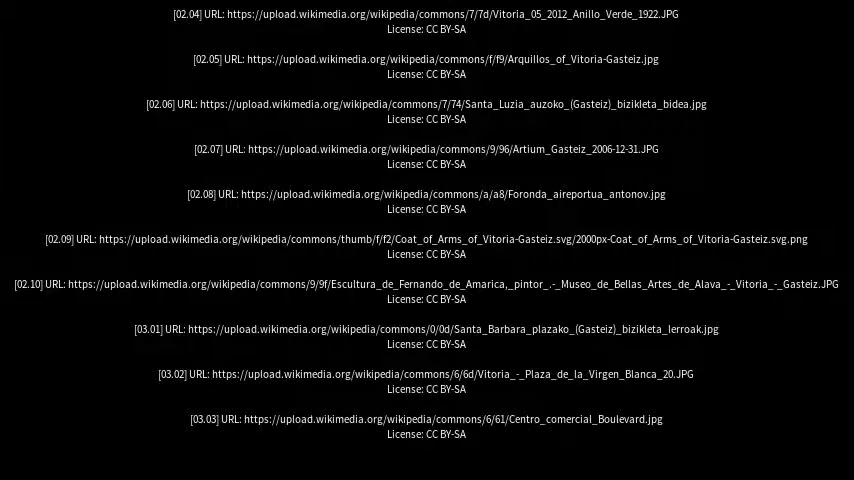 [02.04] URL: https://upload.wikimedia.org/wikipedia/commons/7/7d/Vitoria_05_2012_Anillo_Verde_1922.JPG
License: CC BY-SA
[02.05] URL: https://upload.wikimedia.org/wikipedia/commons/f/f9/Arquillos_of_Vitoria-Gasteiz.jpg
License: CC BY-SA
[02.06] URL: https://upload.wikimedia.org/wikipedia/commons/7/74/Santa_Luzia_auzoko_(Gasteiz)_bizikleta_bidea.jpg
License: CC BY-SA
[02.07] URL: https://upload.wikimedia.org/wikipedia/commons/9/96/Artium_Gasteiz_2006-12-31.JPG
License: CC BY-SA
[02.08] URL: https://upload.wikimedia.org/wikipedia/commons/a/a8/Foronda_aireportua_antonov.jpg
License: CC BY-SA
[02.09] URL: https://upload.wikimedia.org/wikipedia/commons/thumb/f/f2/Coat_of_Arms_of_Vitoria-Gasteiz.svg/2000px-Coat_of_Arms_of_Vitoria-Gasteiz.svg.png
License: CC BY-SA
[02.10] URL: https://upload.wikimedia.org/wikipedia/commons/9/9f/Escultura_de_Fernando_de_Amarica,_pintor_.-_Museo_de_Bellas_Artes_de_Alava_-_Vitoria_-_Gasteiz.JPG
License: CC BY-SA
[03.01] URL: https://upload.wikimedia.org/wikipedia/commons/0/0d/Santa_Barbara_plazako_(Gasteiz)_bizikleta_lerroak.jpg
License: CC BY-SA
[03.02] URL: https://upload.wikimedia.org/wikipedia/commons/6/6d/Vitoria_-_Plaza_de_la_Virgen_Blanca_20.JPG
License: CC BY-SA
[03.03] URL: https://upload.wikimedia.org/wikipedia/commons/6/61/Centro_comercial_Boulevard.jpg
License: CC BY-SA